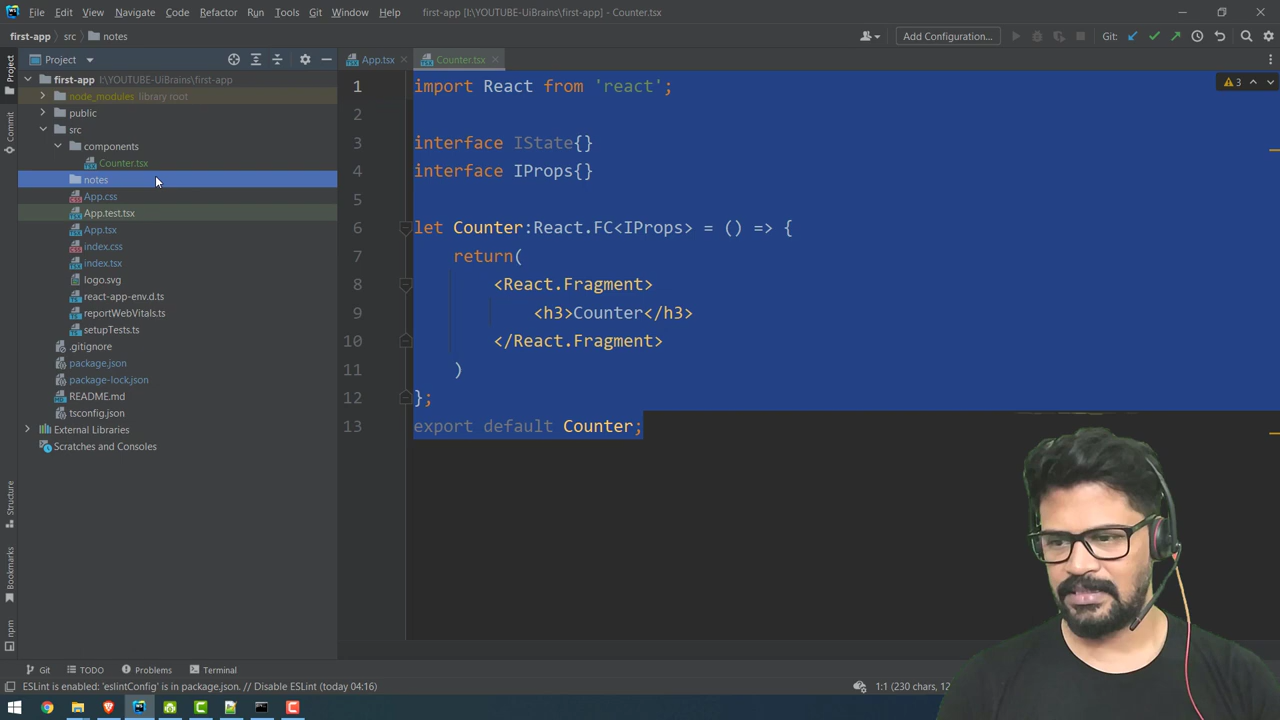 File Edit View Navigate Code Refactor Run Tools Git Window Help first-app [I:\YOUTUBE-UiBrains\first-app] - Counter.tsx
first-app src notes Add Configuration... Git:
Project
first-app I:\YOUTUBE-UiBrains\first-app
node_modules library root
public
src
components
Counter.tsx
notes
App.css
App.test.tsx
App.tsx
index.css
index.tsx
logo.svg
react-app-env.d.ts
reportWebVitals.ts
setupTests.ts
.gitignore
package.json
package-lock.json
README.md
tsconfig.json
External Libraries
Scratches and Consoles
Project
Commit
Structure
Bookmarks
npm
App.tsx Counter.tsx
3
1 import React from 'react';
2
3 interface IState{}
4 interface IProps{}
5
6 let Counter:React.FC<IProps> = () => {
7 return(
8 <React.Fragment>
9 <h3>Counter</h3>
10 </React.Fragment>
11 )
12 };
13 export default Counter;
Git TODO Problems Terminal
ESLint is enabled: 'eslintConfig' is in package.json. // Disable ESLint (today 04:16) 1:1 (230 chars, 12